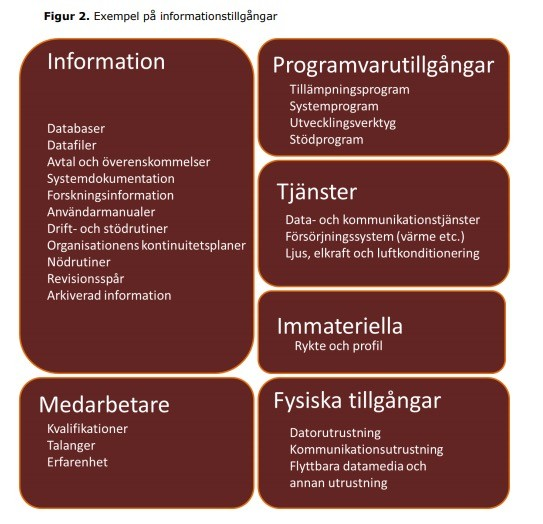 Figur 2. Exempel på informationstillgångar
Information
Databaser
Datafiler
Avtal och överenskommelser
Systemdokumentation
Forskningsinformation
Användarmanualer
Drift- och stödrutiner
Organisationens kontinuitetsplaner
Nödrutiner
Revisionsspår
Arkiverad information
Programvarutillgångar
Tillämpningsprogram
Systemprogram
Utvecklingsverktyg
Stödprogram
Tjänster
Data- och kommunikationstjänster
Försörjningssystem (värme etc.)
Ljus, elkraft och luftkonditionering
Immateriella
Rykte och profil
Medarbetare
Kvalifikationer
Talanger
Erfarenhet
Fysiska tillgångar
Datorutrustning
Kommunikationsutrustning
Flyttbara datamedia och
annan utrustning